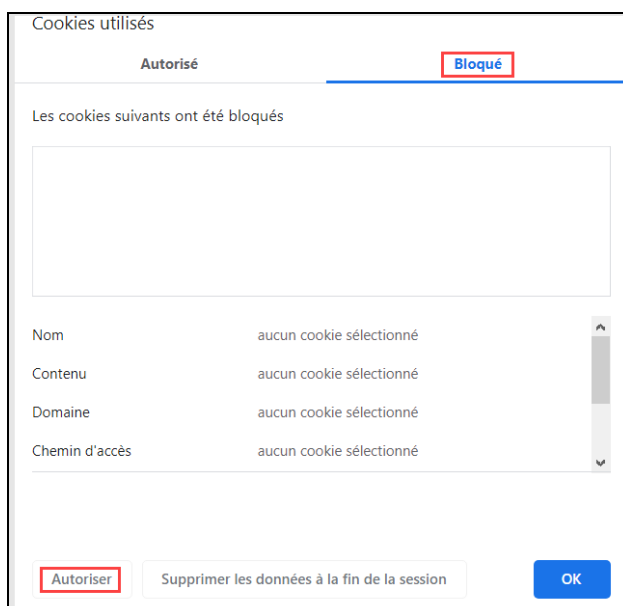 Cookies utilisés
Autorisé Bloqué
Les cookies suivants ont été bloqués
Nom aucun cookie sélectionné
Contenu aucun cookie sélectionné
Domaine aucun cookie sélectionné
Chemin d'accès aucun cookie sélectionné
Autoriser Supprimer les données à la fin de la session OK